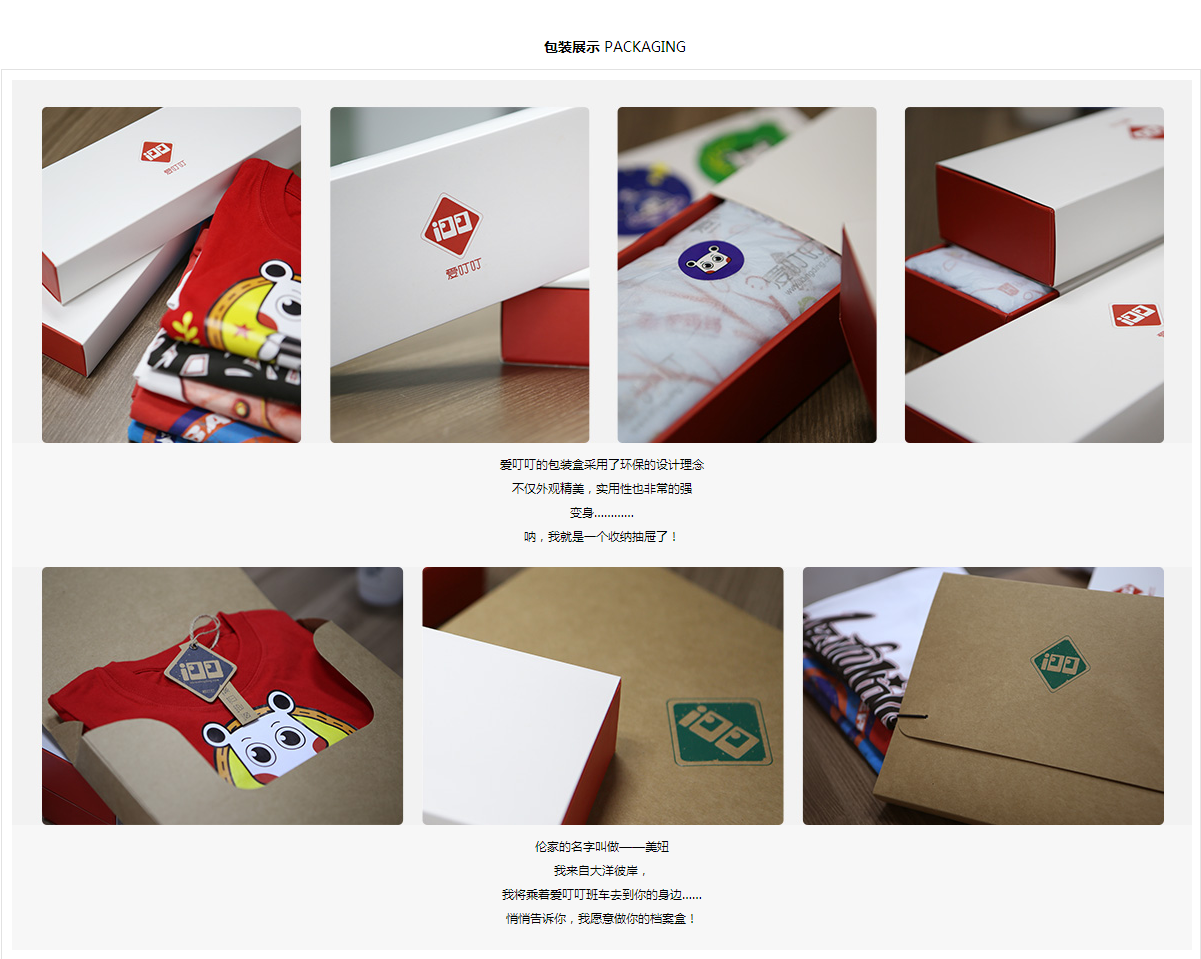 包装展示 PACKAGING
爱叮叮
爱叮叮
爱叮叮的包装盒采用了环保的设计理念
不仅外观精美，实用性也非常的强
变身…………
呐，我就是一个收纳抽屉了！
伦家的名字叫做——美妞
我来自大洋彼岸，
我将乘着爱叮叮班车去到你的身边……
悄悄告诉你，我愿意做你的档案盒！